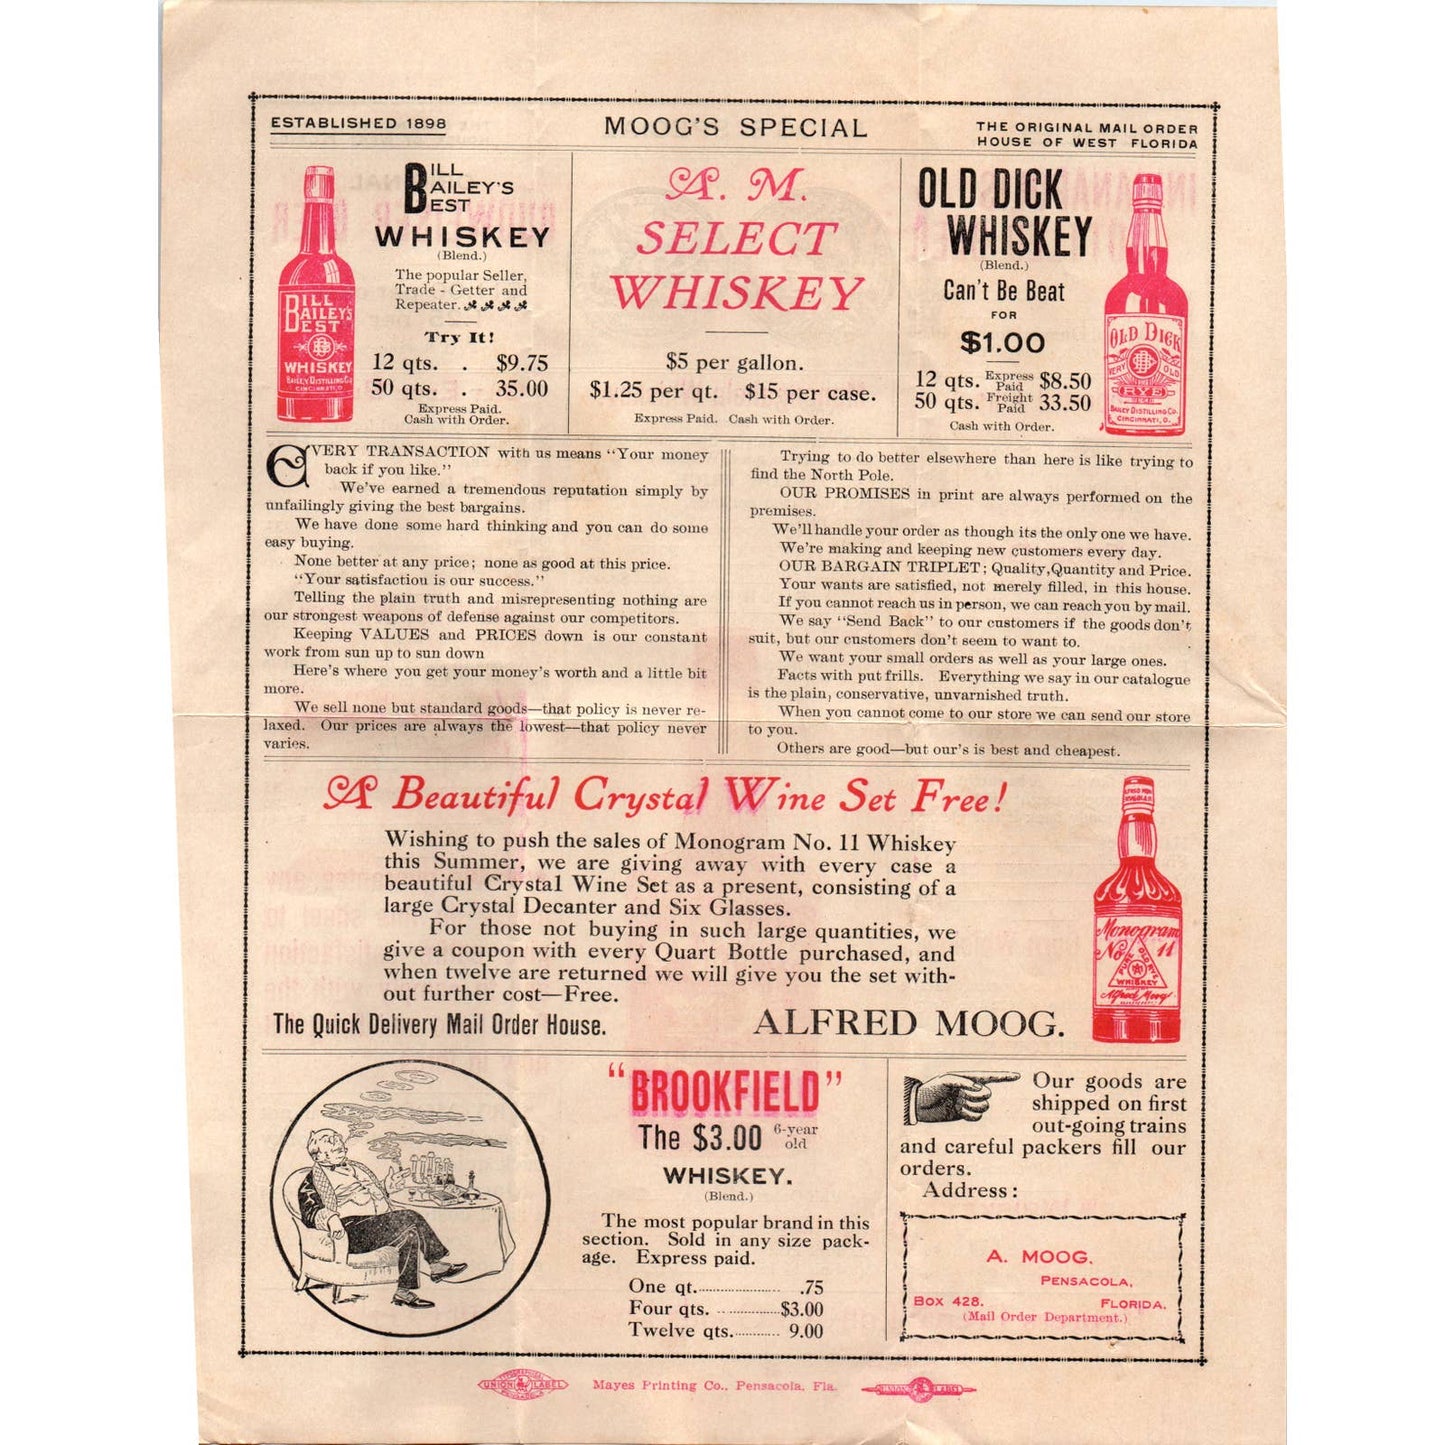 ESTABLISHED 1898
MOOG'S SPECIAL
THE ORIGINAL MAIL ORDER
HOUSE OF WEST FLORIDA
BILL
BAILEY'S
BEST
WHISKEY
(Blend.)
The popular Seller,
Trade - Getter and
Repeater.
Try It!
12 qts. . $9.75
50 qts. . 35.00
Express Paid.
Cash with Order.
BILL
BAILEY'S
BEST
WHISKEY
BAILEY DISTILLING Co
CINCINNATI, O
A. M.
SELECT
WHISKEY
$5 per gallon.
$1.25 per qt. $15 per case.
Express Paid. Cash with Order.
OLD DICK
WHISKEY
(Blend.)
Can't Be Beat
FOR
$1.00
12 qts. Express Paid $8.50
50 qts. Freight Paid 33.50
Cash with Order.
OLD DICK
VERY OLD
RYE
BAILEY DISTILLING CO.
CINCINNATI, O.
EVERY TRANSACTION with us means "Your money
back if you like."
We've earned a tremendous reputation simply by
unfailingly giving the best bargains.
We have done some hard thinking and you can do some
easy buying.
None better at any price; none as good at this price.
"Your satisfaction is our success."
Telling the plain truth and misrepresenting nothing are
our strongest weapons of defense against our competitors.
Keeping VALUES and PRICES down is our constant
work from sun up to sun down
Here's where you get your money's worth and a little bit
more.
We sell none but standard goods—that policy is never re-
laxed. Our prices are always the lowest—that policy never
varies.
Trying to do better elsewhere than here is like trying to
find the North Pole.
OUR PROMISES in print are always performed on the
premises.
We'll handle your order as though its the only one we have.
We're making and keeping new customers every day.
OUR BARGAIN TRIPLET; Quality, Quantity and Price.
Your wants are satisfied, not merely filled, in this house.
If you cannot reach us in person, we can reach you by mail.
We say "Send Back" to our customers if the goods don't
suit, but our customers don't seem to want to.
We want your small orders as well as your large ones.
Facts with put frills. Everything we say in our catalogue
is the plain, conservative, unvarnished truth.
When you cannot come to our store we can send our store
to you.
Others are good—but our's is best and cheapest.
A Beautiful Crystal Wine Set Free!
Wishing to push the sales of Monogram No. 11 Whiskey
this Summer, we are giving away with every case a
beautiful Crystal Wine Set as a present, consisting of a
large Crystal Decanter and Six Glasses.
For those not buying in such large quantities, we
give a coupon with every Quart Bottle purchased, and
when twelve are returned we will give you the set with-
out further cost—Free.
The Quick Delivery Mail Order House.
ALFRED MOOG.
Monogram
No 11
PURE OLD RYE
WHISKEY
Alfred Moog
"BROOKFIELD"
The $3.00 6-year old
WHISKEY.
(Blend.)
The most popular brand in this
section. Sold in any size pack-
age. Express paid.
One qt. .75
Four qts. $3.00
Twelve qts. 9.00
Our goods are
shipped on first
out-going trains
and careful packers fill our
orders.
Address:
A. MOOG.
PENSACOLA,
BOX 428. FLORIDA.
(Mail Order Department.)
UNION LABEL
Mayes Printing Co., Pensacola, Fla.
UNION LABEL